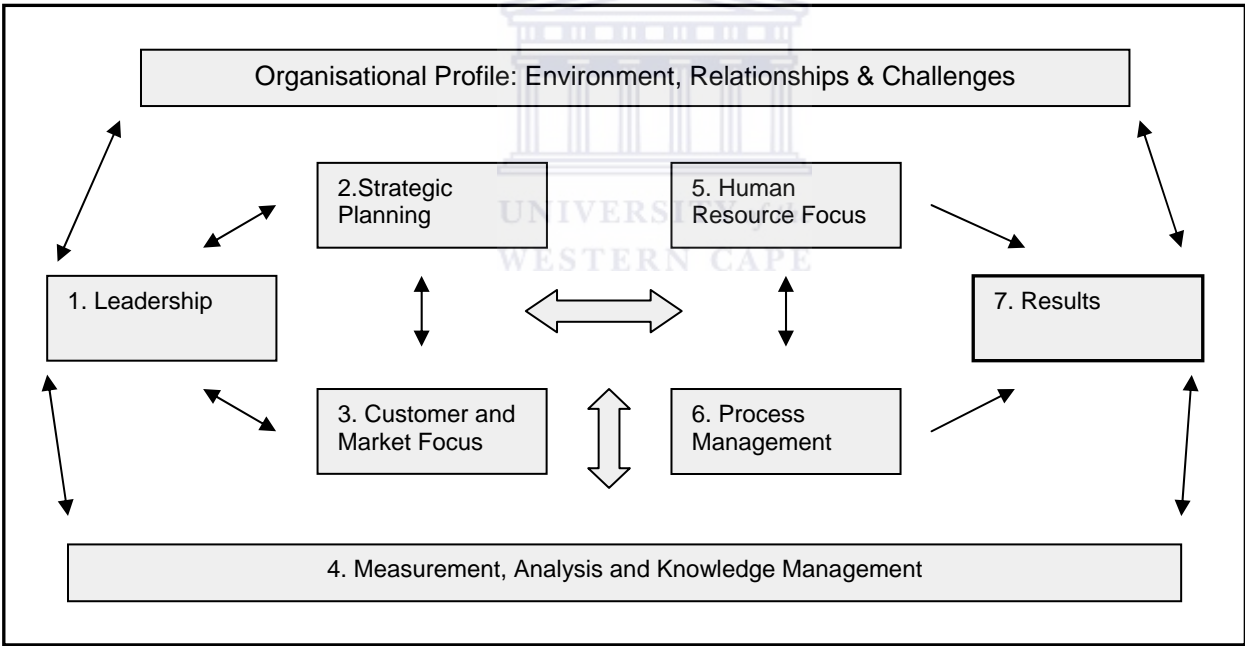 Organisational Profile: Environment, Relationships & Challenges
2.Strategic
Planning
5. Human
Resource Focus
UNIVERSITY of the
WESTERN CAPE
1. Leadership
7. Results
3. Customer and
Market Focus
6. Process
Management
4. Measurement, Analysis and Knowledge Management